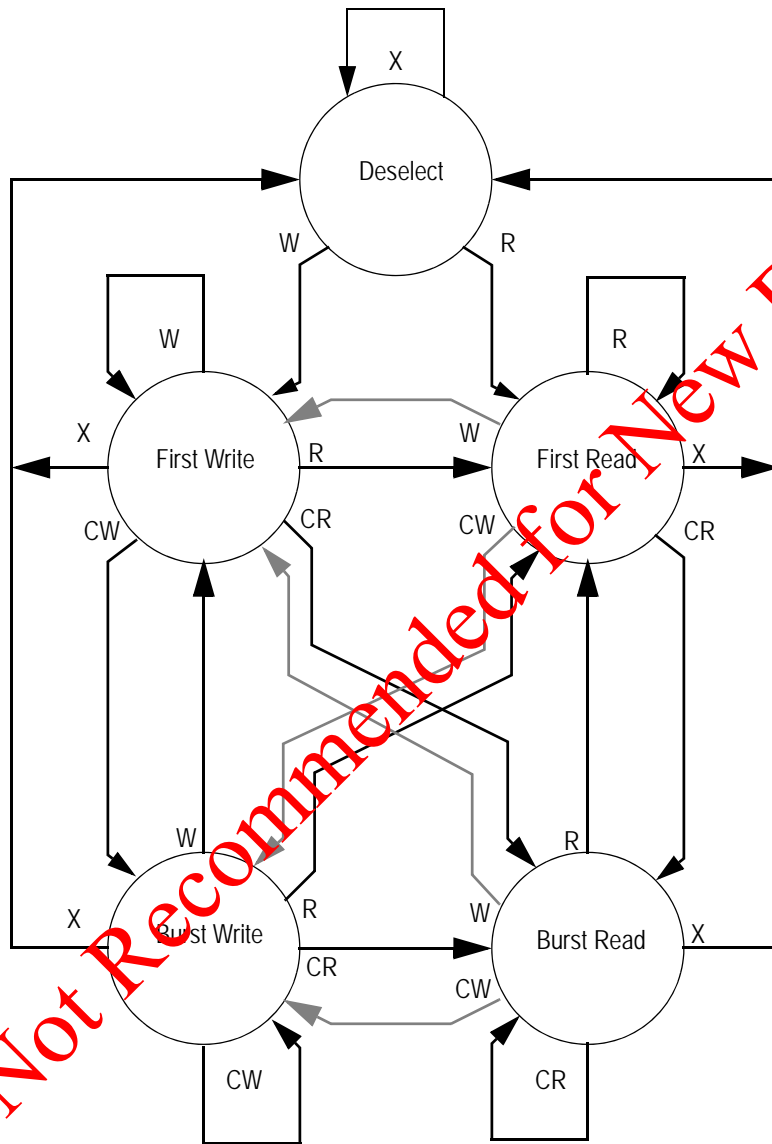 X
Deselect
W R
W R
X First Write R W First Read X
CW CR CW CR
W R
X Burst Write R W Burst Read X
CR CW
CW CR
Not Recommended for New